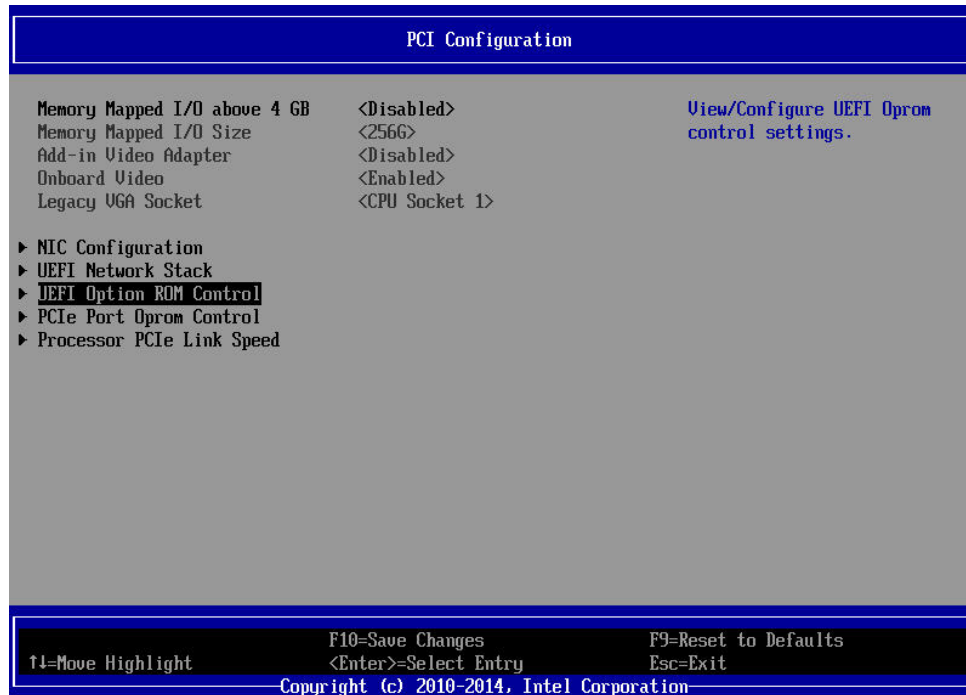 PCI Configuration
Memory Mapped I/O above 4 GB <Disabled>
Memory Mapped I/O Size <256G>
Add-in Video Adapter <Disabled>
Onboard Video <Enabled>
Legacy VGA Socket <CPU Socket 1>
View/Configure UEFI Oprom
control settings.
▶ NIC Configuration
▶ UEFI Network Stack
▶ UEFI Option ROM Control
▶ PCIe Port Oprom Control
▶ Processor PCIe Link Speed
F10=Save Changes F9=Reset to Defaults
↑↓=Move Highlight <Enter>=Select Entry Esc=Exit
Copyright (c) 2010-2014, Intel Corporation